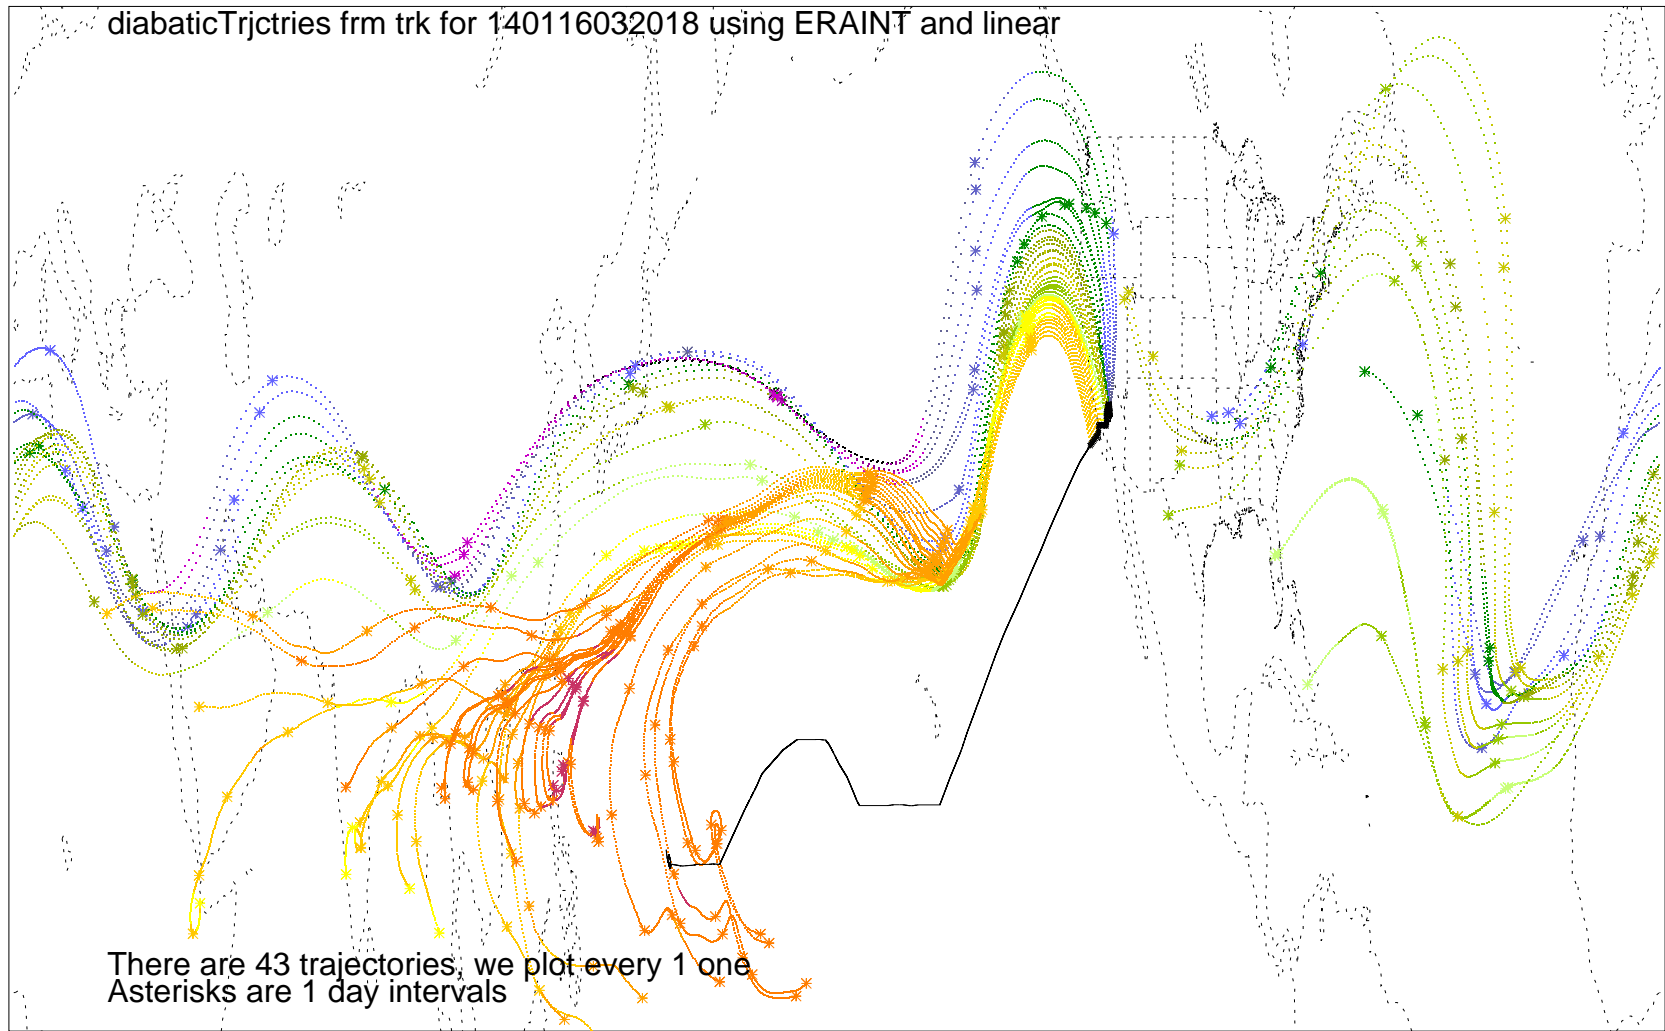 diabaticTrjctries frm trk for 140116032018 using ERAINT and linear
There are 43 trajectories, we plot every 1 one
Asterisks are 1 day intervals